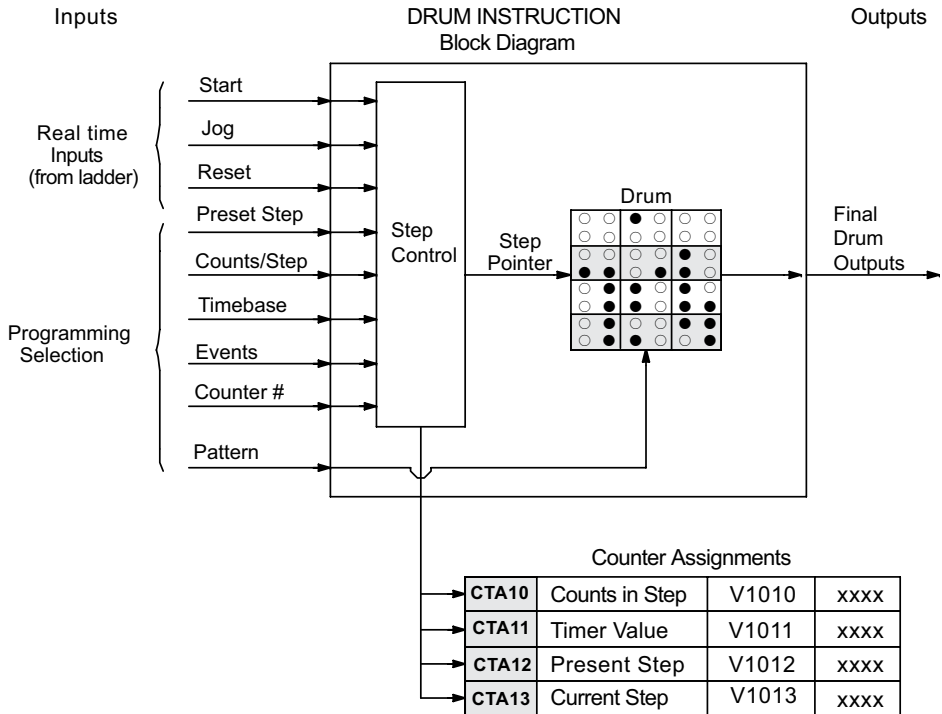 Inputs
DRUM INSTRUCTION
Block Diagram
Outputs
Real time
Inputs
(from ladder)
Start
Jog
Reset
Programming
Selection
Preset Step
Counts/Step
Timebase
Events
Counter #
Pattern
Step
Control
Step
Pointer
Drum
Final
Drum
Outputs
Counter Assignments
CTA10 Counts in Step V1010 xxxx
CTA11 Timer Value V1011 xxxx
CTA12 Present Step V1012 xxxx
CTA13 Current Step V1013 xxxx